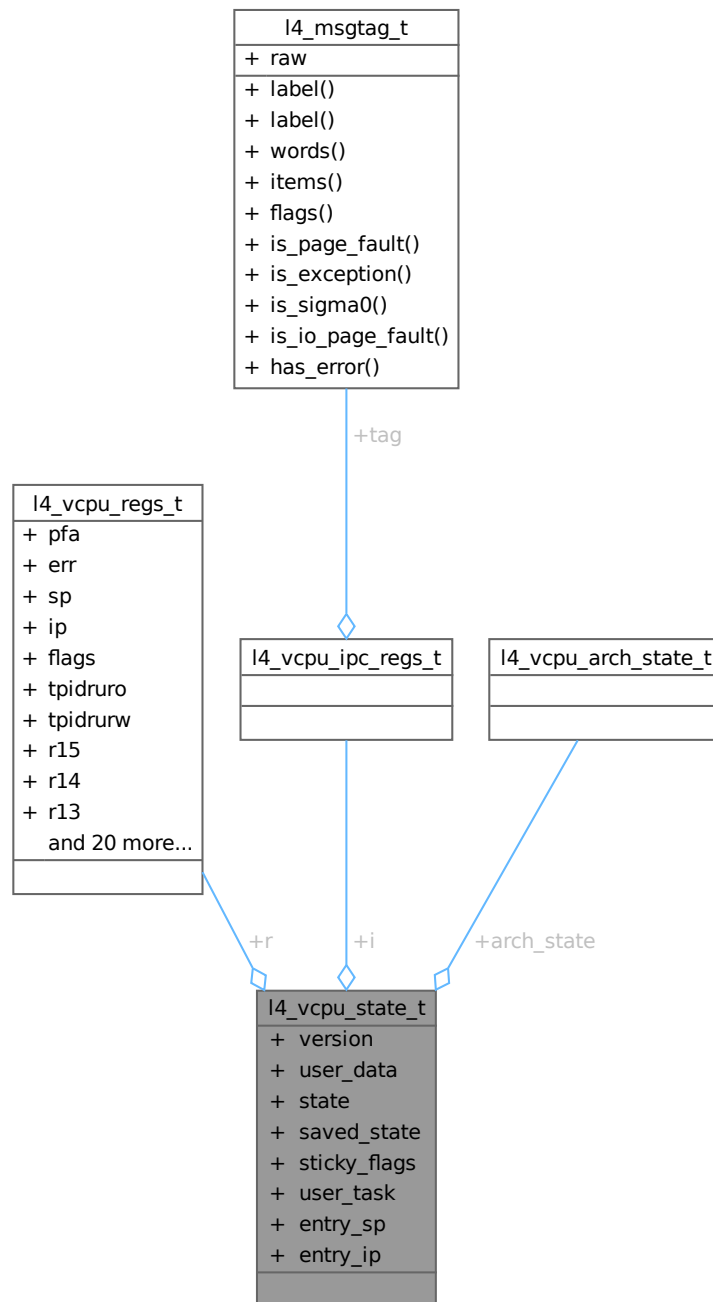 l4_msgtag_t
+ raw
+ label()
+ label()
+ words()
+ items()
+ flags()
+ is_page_fault()
+ is_exception()
+ is_sigma0()
+ is_io_page_fault()
+ has_error()
+tag
l4_vcpu_regs_t
+ pfa
+ err
+ sp
+ ip
+ flags
+ tpidruro
+ tpidrurw
+ r15
+ r14
+ r13
and 20 more...
l4_vcpu_ipc_regs_t
l4_vcpu_arch_state_t
+r
+i
+arch_state
l4_vcpu_state_t
+ version
+ user_data
+ state
+ saved_state
+ sticky_flags
+ user_task
+ entry_sp
+ entry_ip